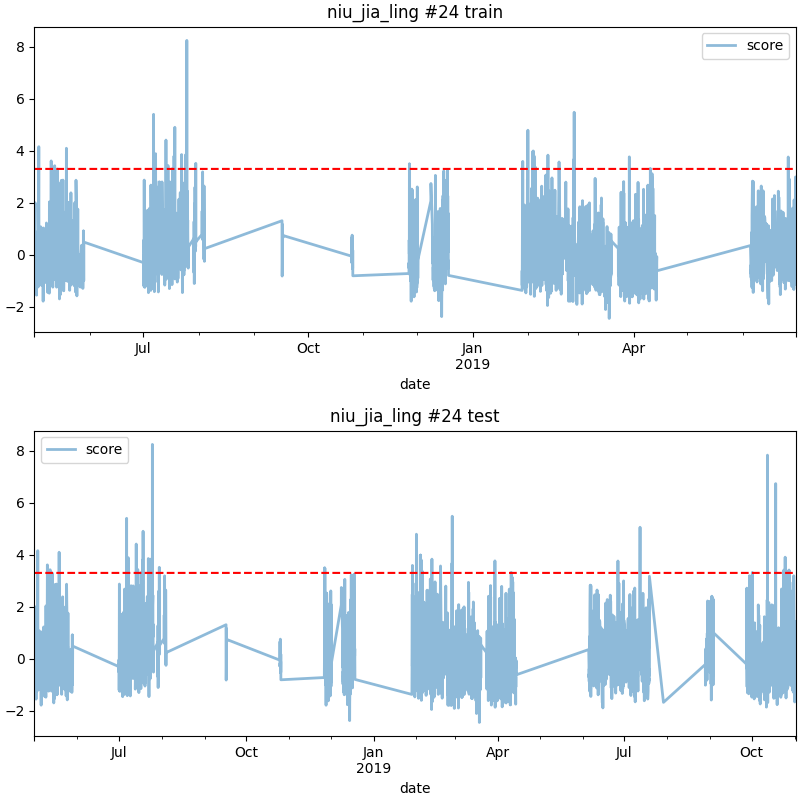 niu_jia_ling #24 train
8
score
6
4
2
0
−2
Jul
Oct
Jan
2019
Apr
date
niu_jia_ling #24 test
8
score
6
4
2
0
−2
Jul
Oct
Jan
2019
Apr
Jul
Oct
date